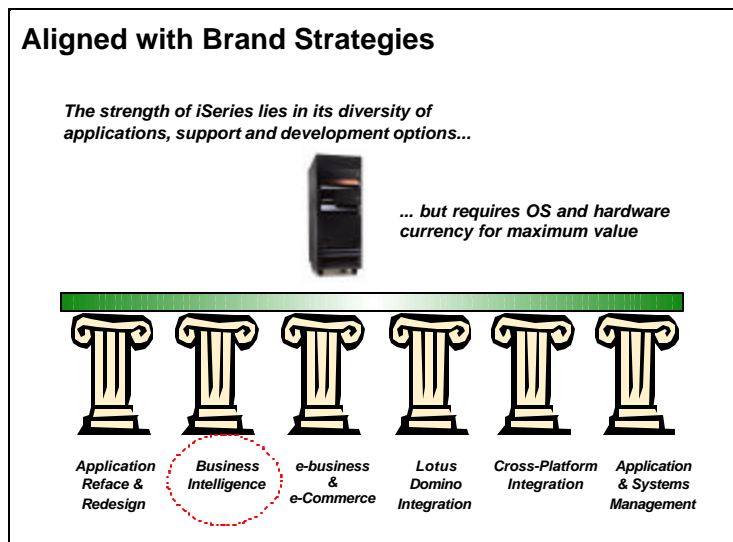 Aligned with Brand Strategies
The strength of iSeries lies in its diversity of
applications, support and development options...
... but requires OS and hardware
currency for maximum value
Application
Reface &
Redesign
Business
Intelligence
e-business
&
e-Commerce
Lotus
Domino
Integration
Cross-Platform
Integration
Application
& Systems
Management